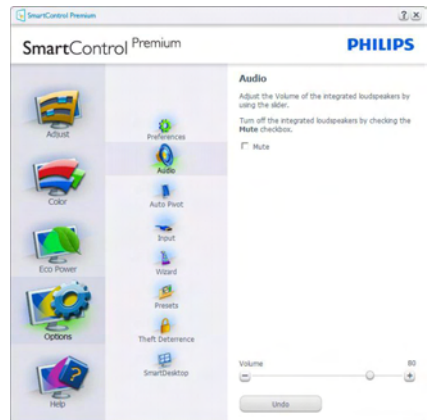 SmartControl Premium
SmartControl Premium
PHILIPS
Adjust
Color
Eco Power
Options
Help
Preferences
Audio
Auto Pivot
Input
Wizard
Presets
Theft Deterrence
SmartDesktop
Audio
Adjust the Volume of the integrated loudspeakers by
using the slider.
Turn off the integrated loudspeakers by checking the
Mute checkbox.
Mute
Volume 80
Undo